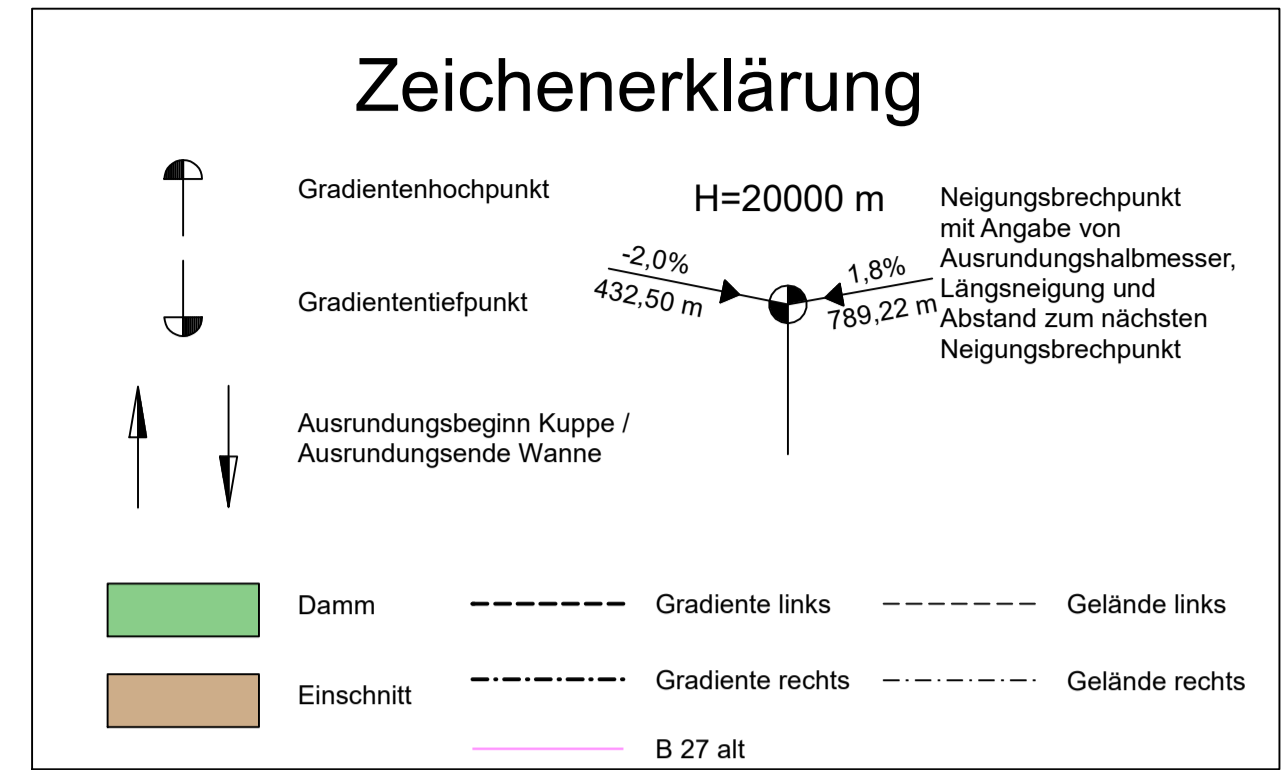 Zeichenerklärung
Gradientenhochpunkt
Gradiententiefpunkt
Ausrundungsbeginn Kuppe /
Ausrundungsende Wanne
H=20000 m
-2,0%
432,50 m
1,8%
789,22 m
Neigungsbrechpunkt
mit Angabe von
Ausrundungshalbmesser,
Längsneigung und
Abstand zum nächsten
Neigungsbrechpunkt
Damm
Gradiente links
Gelände links
Einschnitt
Gradiente rechts
Gelände rechts
B 27 alt